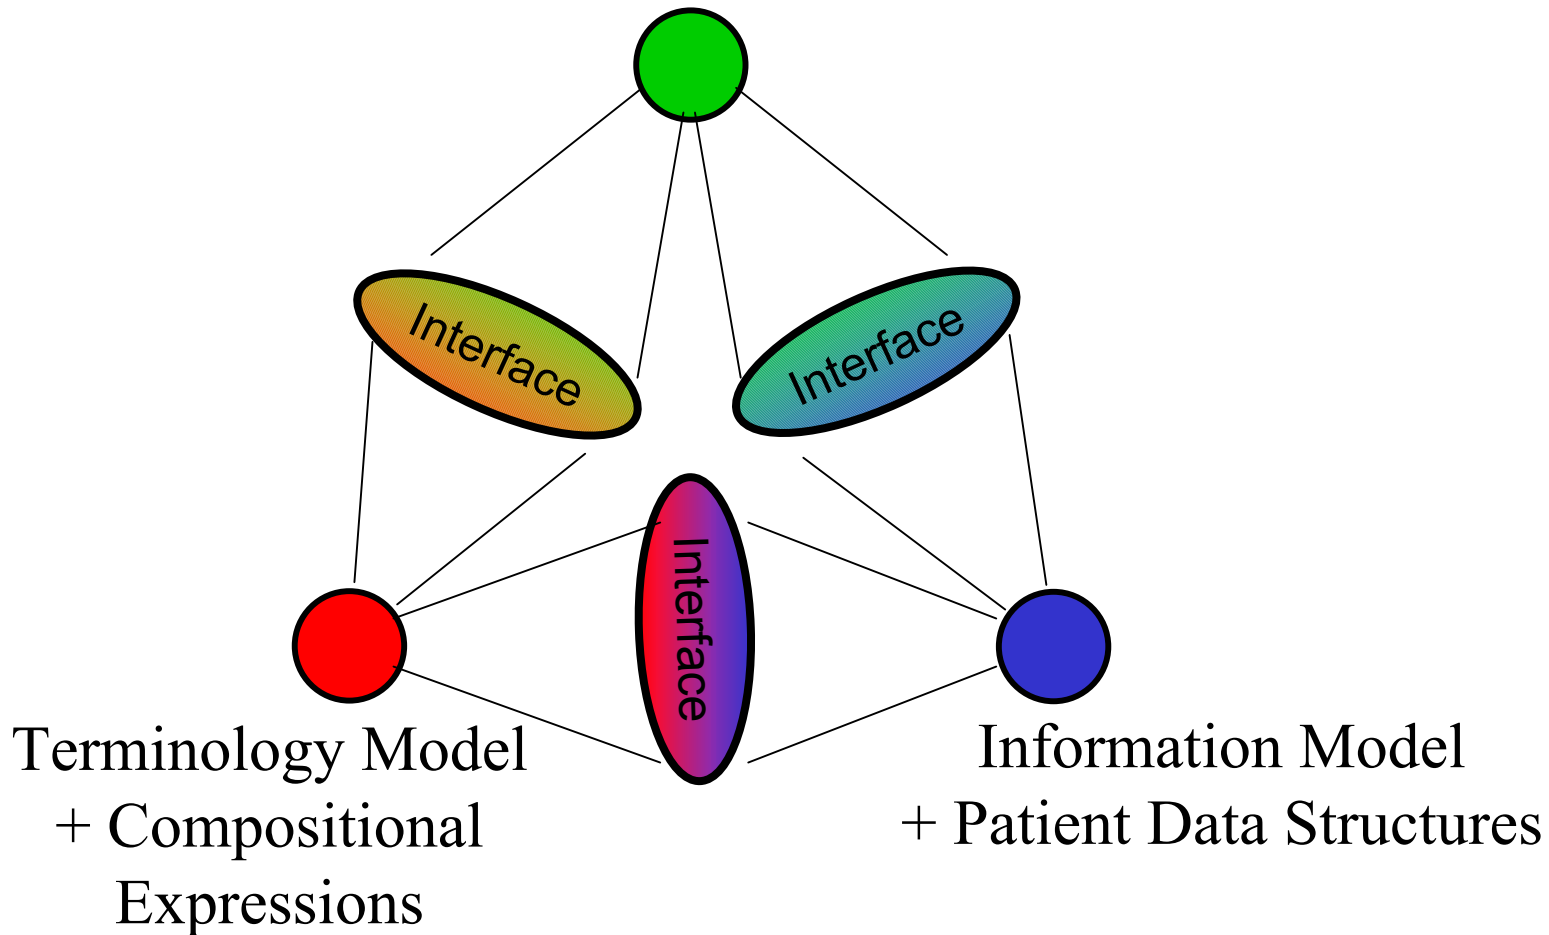 Interface
Interface
Interface
Terminology Model
+ Compositional
Expressions
Information Model
+ Patient Data Structures